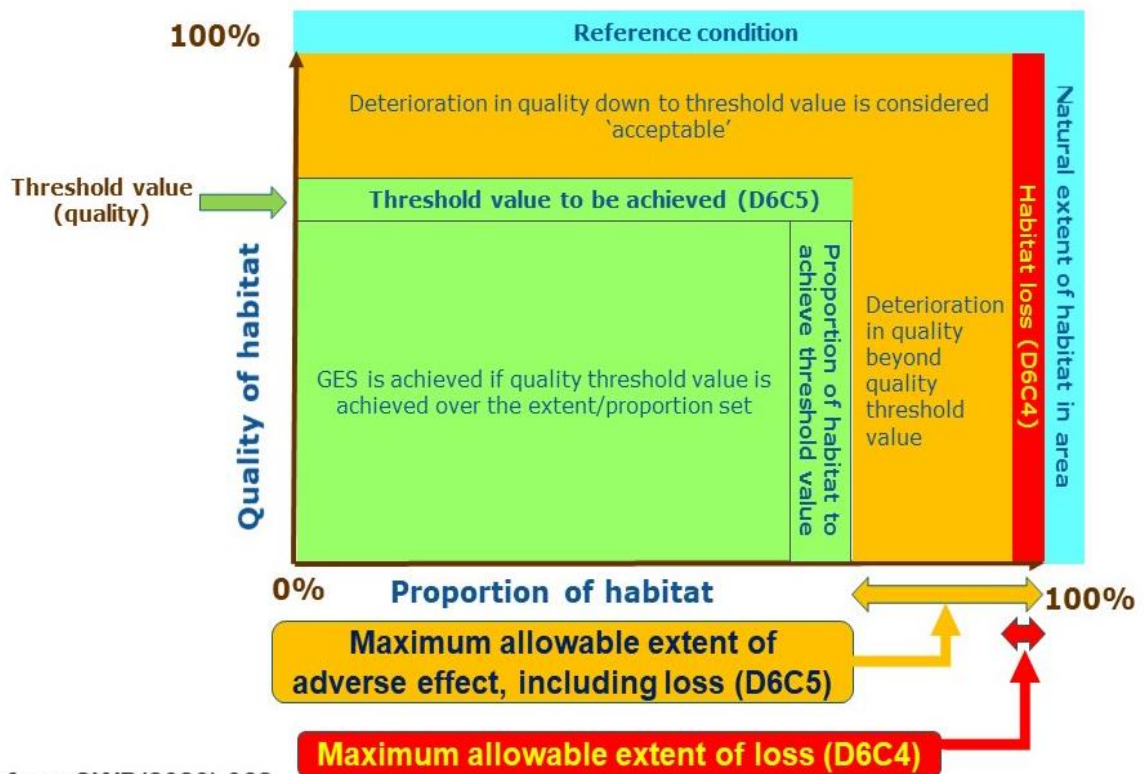 Reference condition
100%
Deterioration in quality down to threshold value is considered
‘acceptable’
Threshold value
(quality)
Threshold value to be achieved (D6C5)
Quality of habitat
GES is achieved if quality threshold value is
achieved over the extent/proportion set
Proportion of habitat to
achieve threshold value
Deterioration
in quality
beyond
quality
threshold
value
Habitat loss (D6C4)
Natural extent of habitat in area
0%
Proportion of habitat
100%
Maximum allowable extent of
adverse effect, including loss (D6C5)
Maximum allowable extent of loss (D6C4)